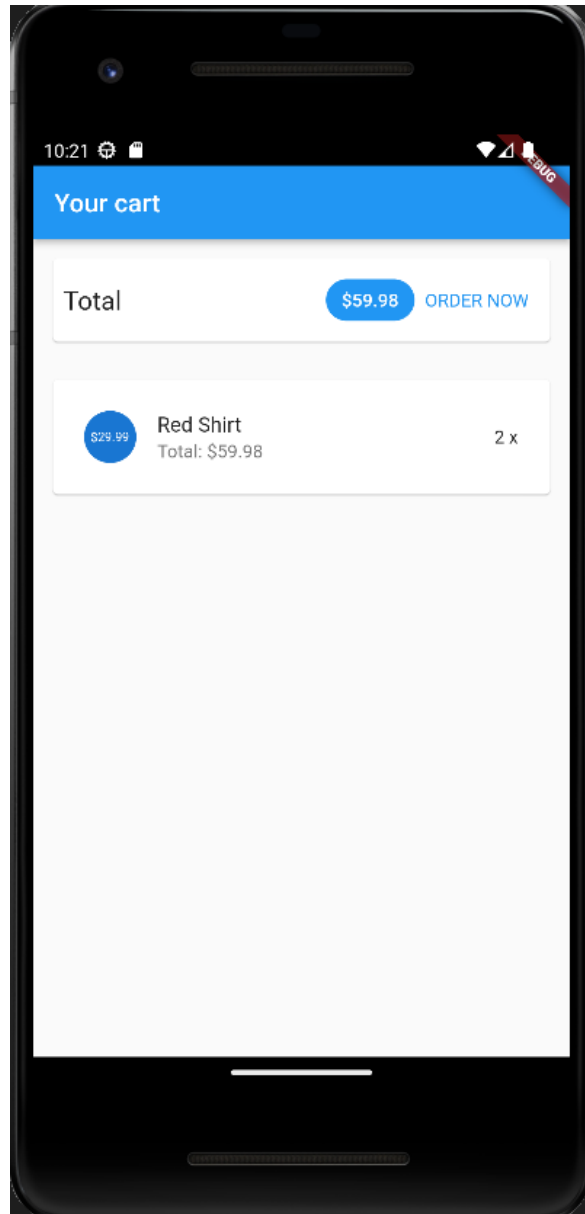 10:21
DEBUG
Your cart
Total $59.98 ORDER NOW
$29.99 Red Shirt 2 x
Total: $59.98